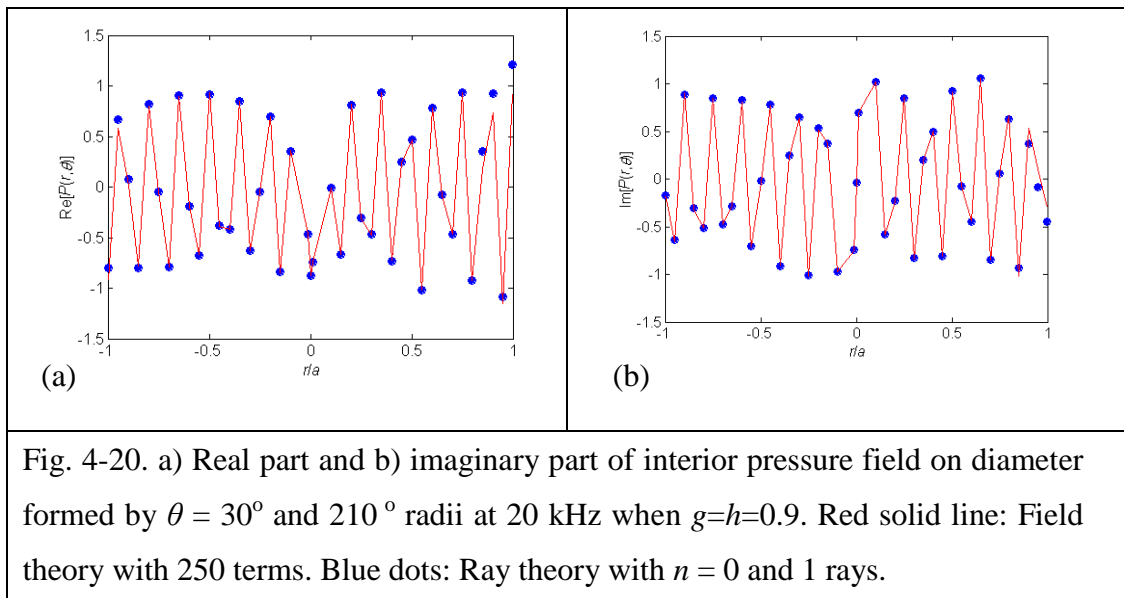 1.5
1
0.5
0
-0.5
-1
-1.5
Re[P(r,θ)]
-1
-0.5
0
0.5
1
r/a
(a)
1.5
1
0.5
0
-0.5
-1
-1.5
Im[P(r,θ)]
-1
-0.5
0
0.5
1
r/a
(b)
Fig. 4-20. a) Real part and b) imaginary part of interior pressure field on diameter
formed by θ = 30° and 210 ° radii at 20 kHz when g=h=0.9. Red solid line: Field
theory with 250 terms. Blue dots: Ray theory with n = 0 and 1 rays.